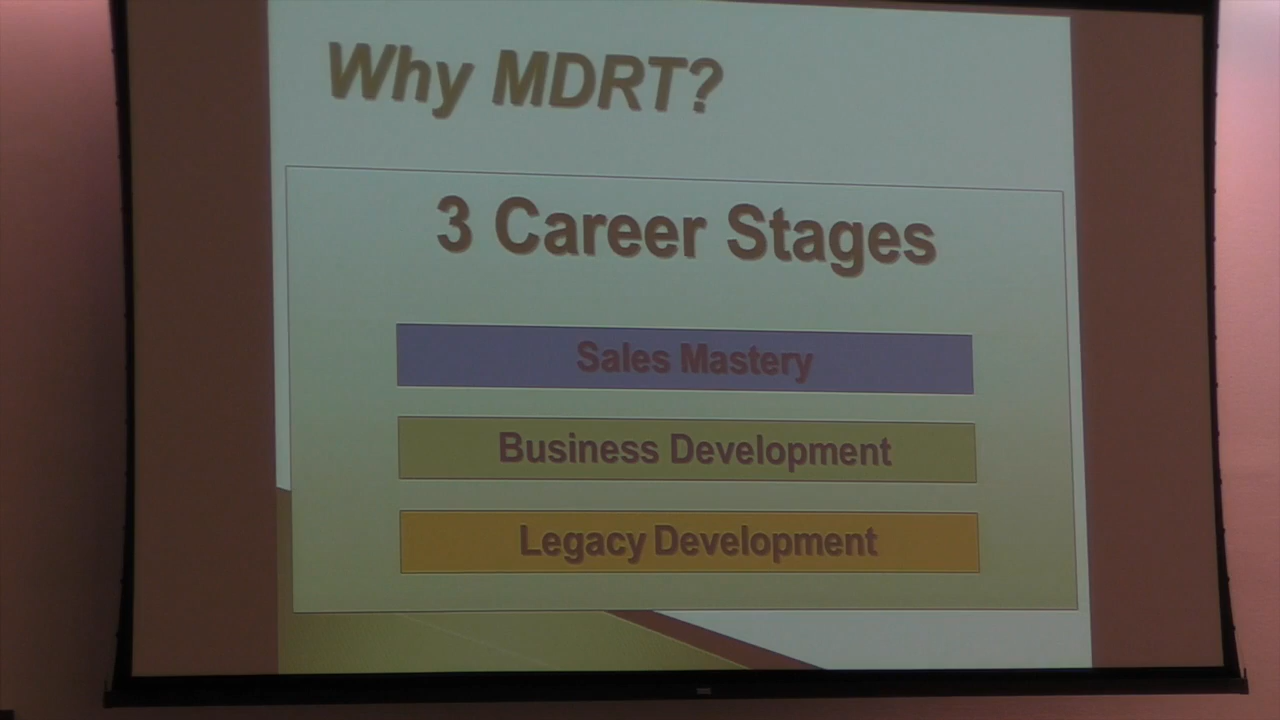 Why MDRT?
3 Career Stages
Sales Mastery
Business Development
Legacy Development